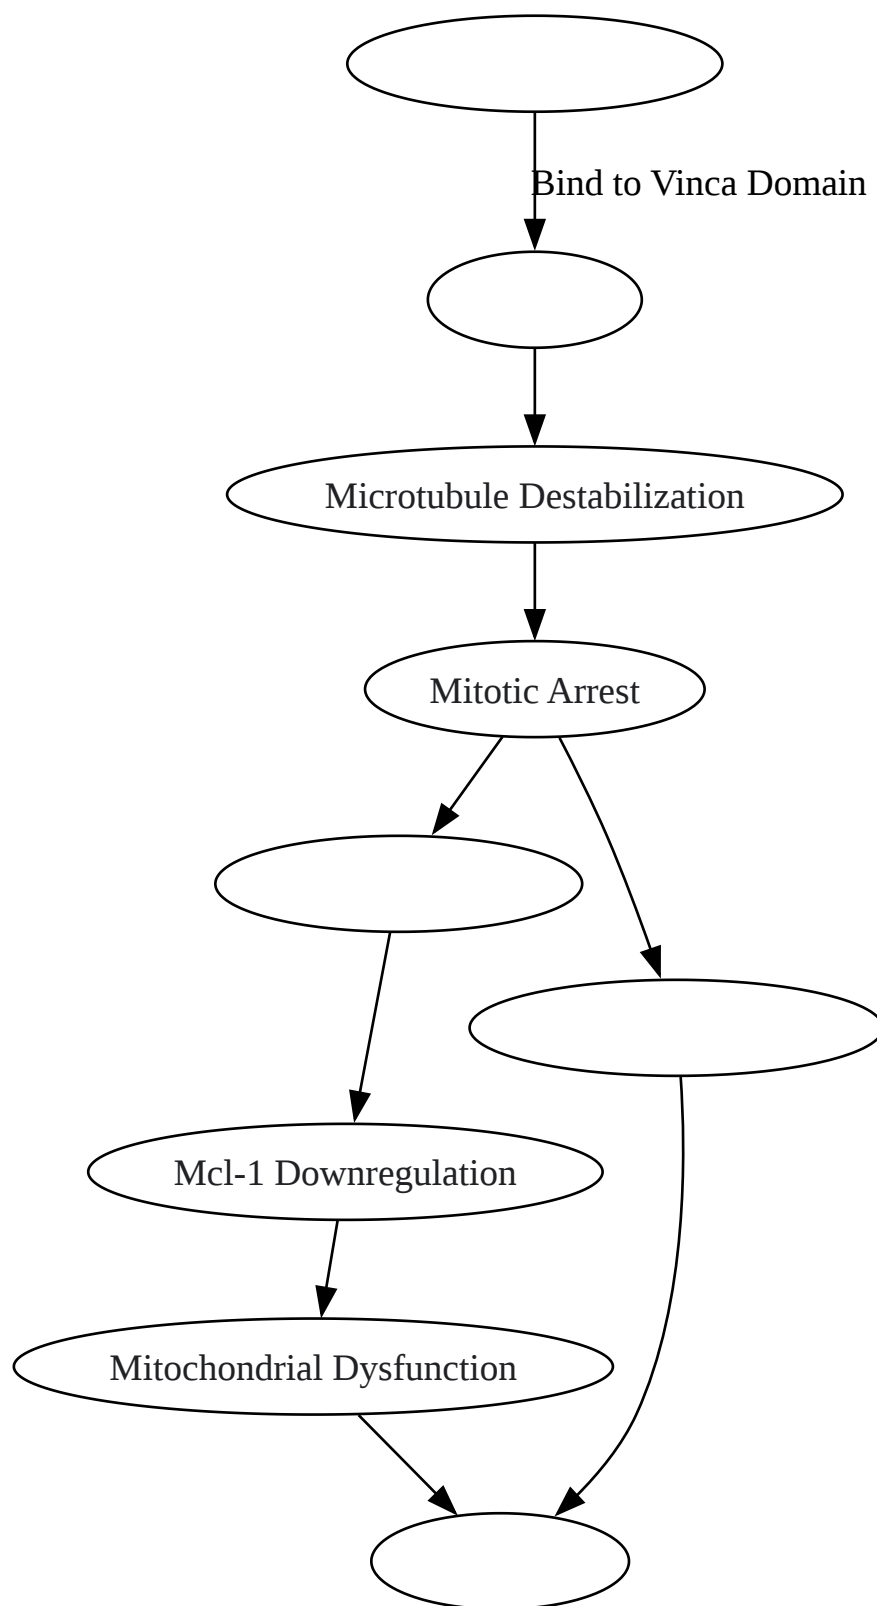 Bind to Vinca Domain
Microtubule Destabilization
Mitotic Arrest
Mcl-1 Downregulation
Mitochondrial Dysfunction